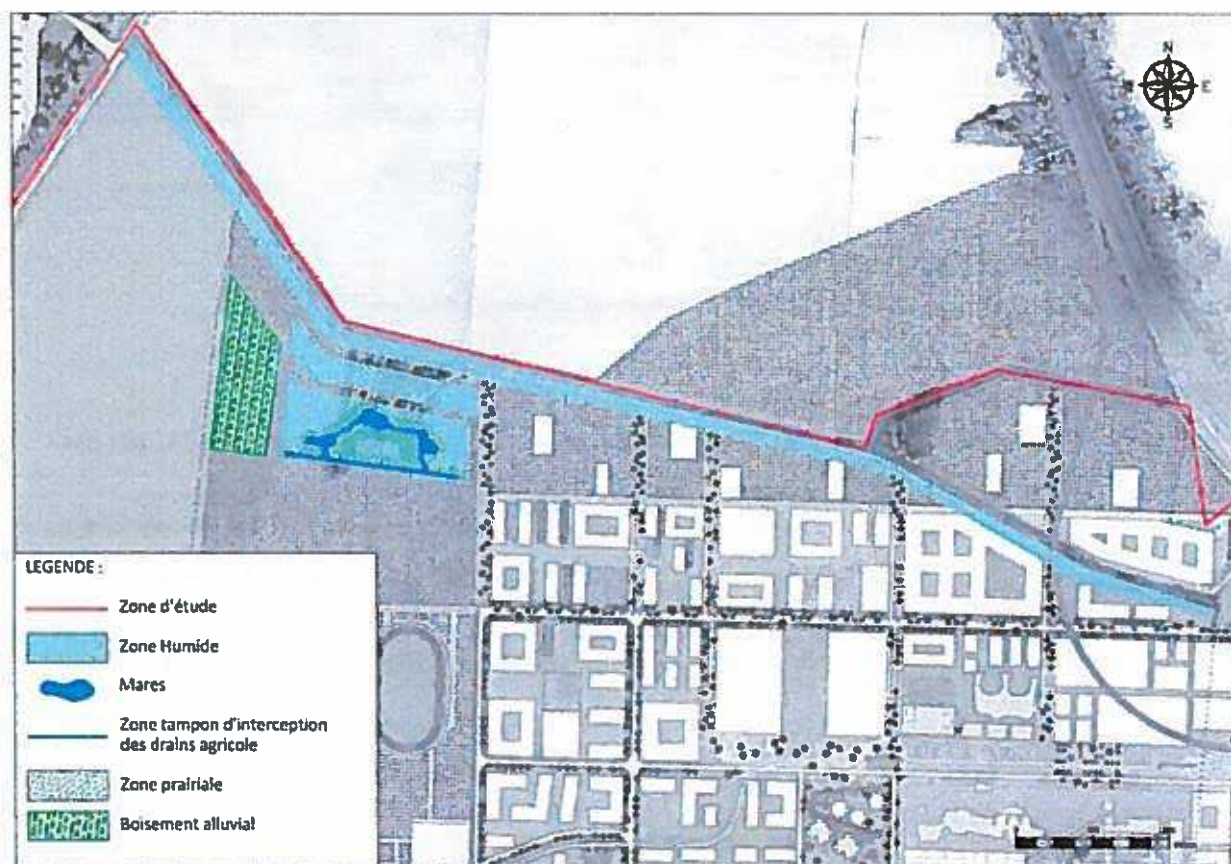 N
E
S
LEGENDE :
Zone d'étude
Zone Humide
Mares
Zone tampon d'interception
des drains agricole
Zone prairiale
Boisement alluvial